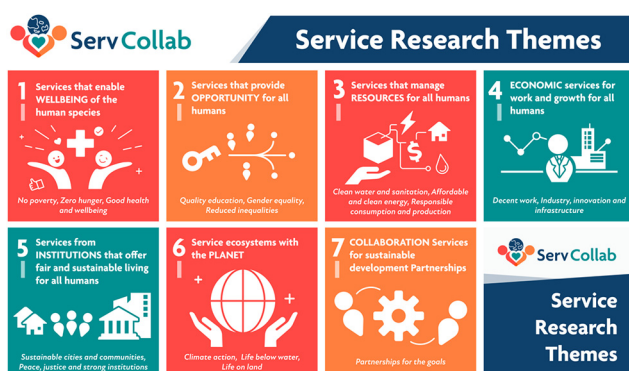 ServCollab
Service Research Themes
1
Services that enable
WELLBEING of the
human species
No poverty, Zero hunger, Good health
and wellbeing
2
Services that provide
OPPORTUNITY for all
humans
Quality education, Gender equality,
Reduced inequalities
3
Services that manage
RESOURCES for all humans
$
Clean water and sanitation, Affordable
and clean energy, Responsible
consumption and production
4
ECONOMIC services for
work and growth for all
humans
Decent work, Industry, innovation and
infrastructure
5
Services from
INSTITUTIONS that offer
fair and sustainable living
for all humans
Sustainable cities and communities,
Peace, justice and strong institutions
6
Service ecosystems with
the PLANET
Climate action, Life below water,
Life on land
7
COLLABORATION Services
for sustainable
development Partnerships
Partnerships for the goals
ServCollab
Service
Research
Themes